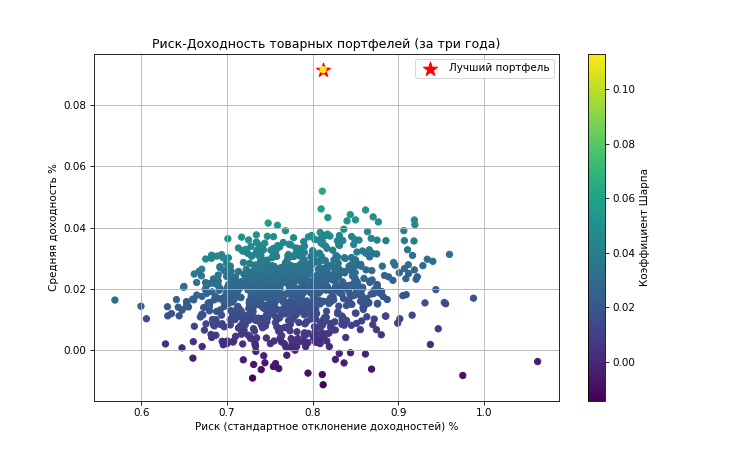 Риск-Доходность товарных портфелей (за три года)
Лучший портфель
Средняя доходность %
0.08
0.06
0.04
0.02
0.00
0.6 0.7 0.8 0.9 1.0
Риск (стандартное отклонение доходностей) %
0.10
0.08
0.06
0.04
0.02
0.00
Коэффициент Шарпа